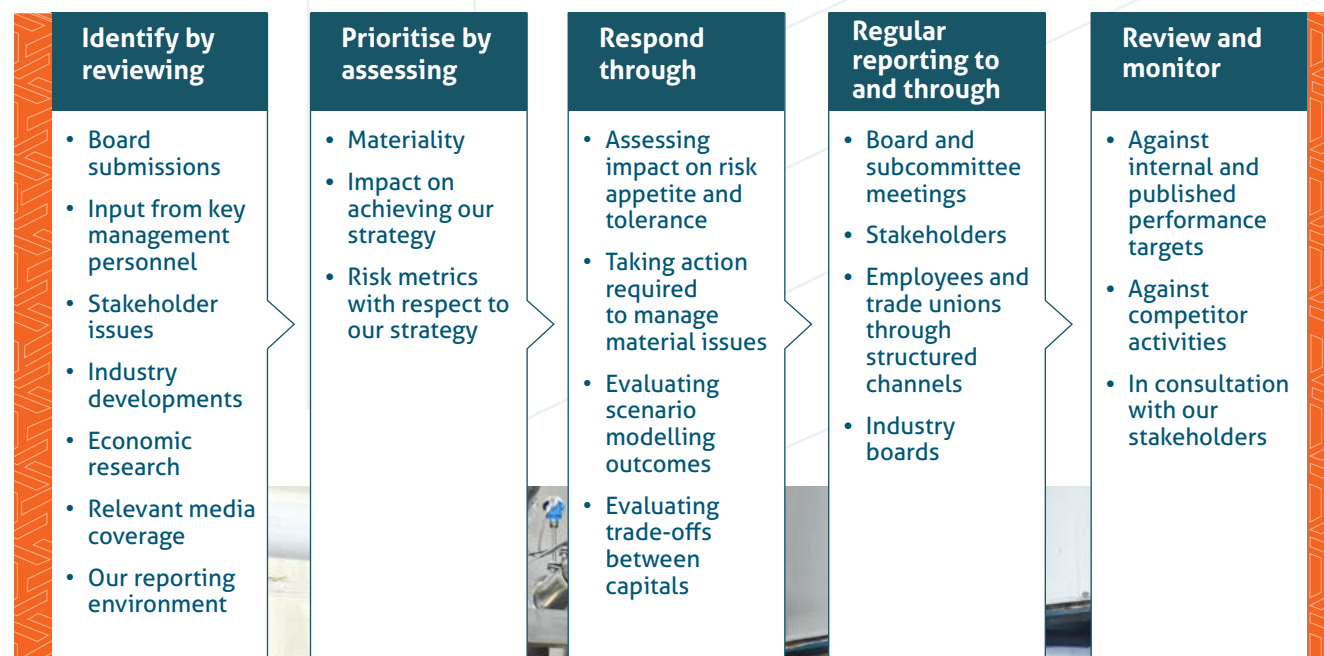 Identify by
reviewing
• Board
submissions
• Input from key
management
personnel
• Stakeholder
issues
• Industry
developments
• Economic
research
• Relevant media
coverage
• Our reporting
environment
Prioritise by
assessing
• Materiality
• Impact on
achieving our
strategy
• Risk metrics
with respect to
our strategy
Respond
through
• Assessing
impact on risk
appetite and
tolerance
• Taking action
required
to manage
material issues
• Evaluating
scenario
modelling
outcomes
• Evaluating
trade-offs
between
capitals
Regular
reporting to
and through
• Board and
subcommittee
meetings
• Stakeholders
• Employees and
trade unions
through
structured
channels
• Industry
boards
Review and
monitor
• Against
internal and
published
performance
targets
• Against
competitor
activities
• In consultation
with our
stakeholders